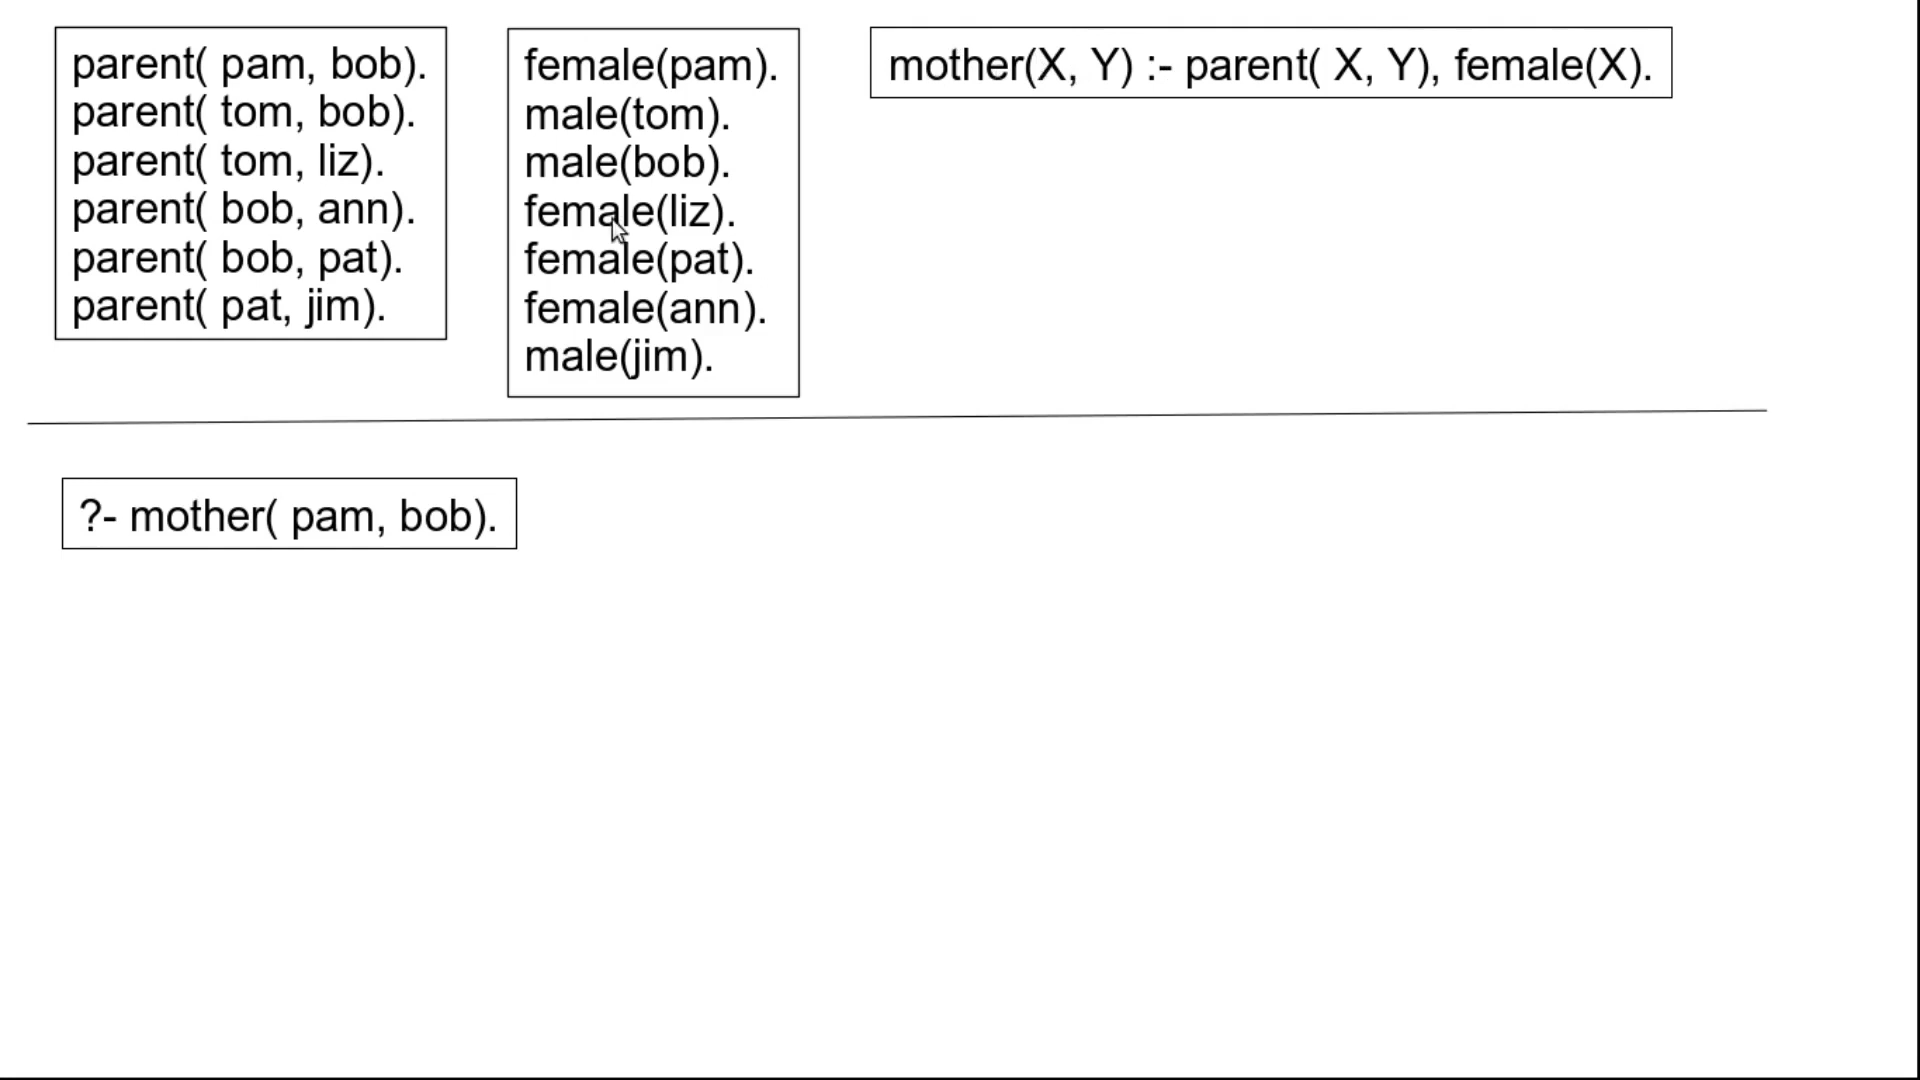 parent( pam, bob).
parent( tom, bob).
parent( tom, liz).
parent( bob, ann).
parent( bob, pat).
parent( pat, jim).
female(pam).
male(tom).
male(bob).
female(liz).
female(pat).
female(ann).
male(jim).
mother(X, Y) :- parent( X, Y), female(X).
?- mother( pam, bob).